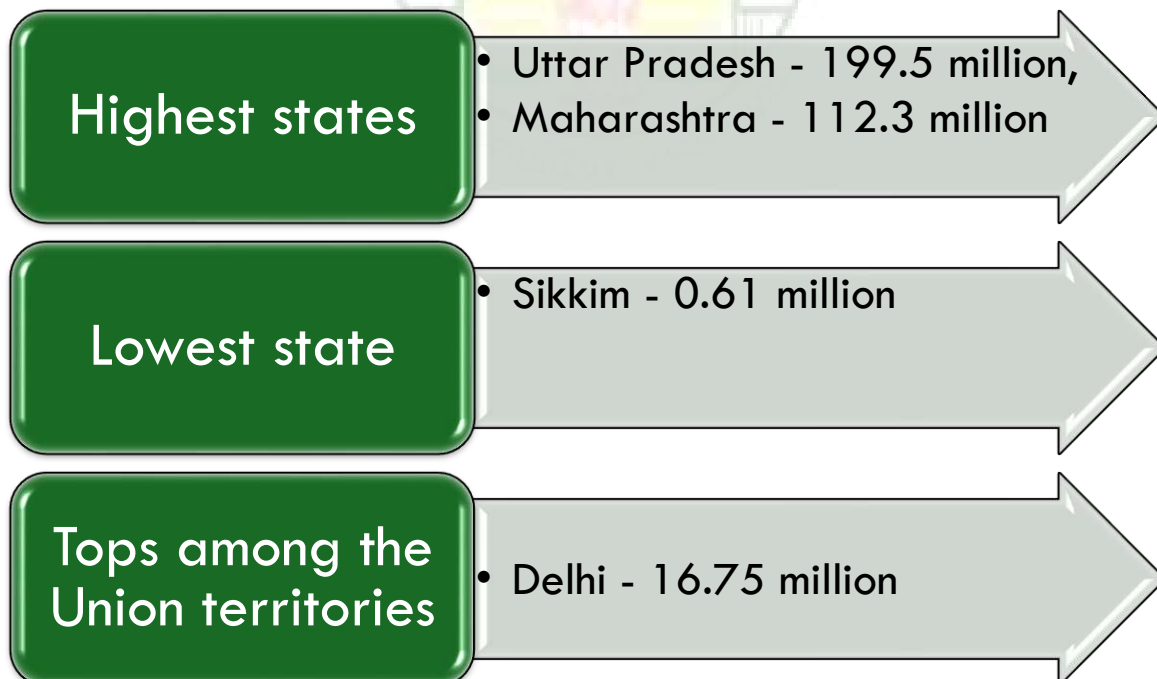 Highest states
• Uttar Pradesh - 199.5 million,
• Maharashtra - 112.3 million
Lowest state
• Sikkim - 0.61 million
Tops among the
Union territories
• Delhi - 16.75 million